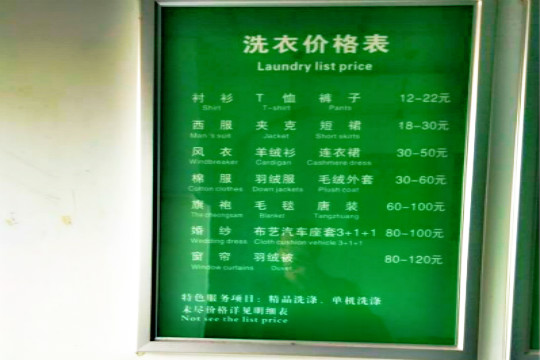 洗衣价格表
Laundry list price
衬 衫 T 恤 裤 子 12-22元
Shirt T-shirt Pants
西 服 夹 克 短 裙 18-30元
Man's suit Jacket Short skirts
风 衣 羊绒衫 连衣裙 30-50元
Windbreaker Cardigan Cashmere dress
棉 服 羽绒服 毛绒外套 30-60元
Cotton clothes Down jackets Plush coat
旗 袍 毛 毯 唐 装 60-100元
The cheongsam Blanket Tangzhuang
婚 纱 布艺汽车座套3+1+1 80-100元
Wedding dress Cloth cushion vehicle 3+1+1
窗 帘 羽绒被 80-120元
Window curtains Duvet
特色服务项目：精品洗涤、单机洗涤
未尽价格详见明细表
Not see the list price